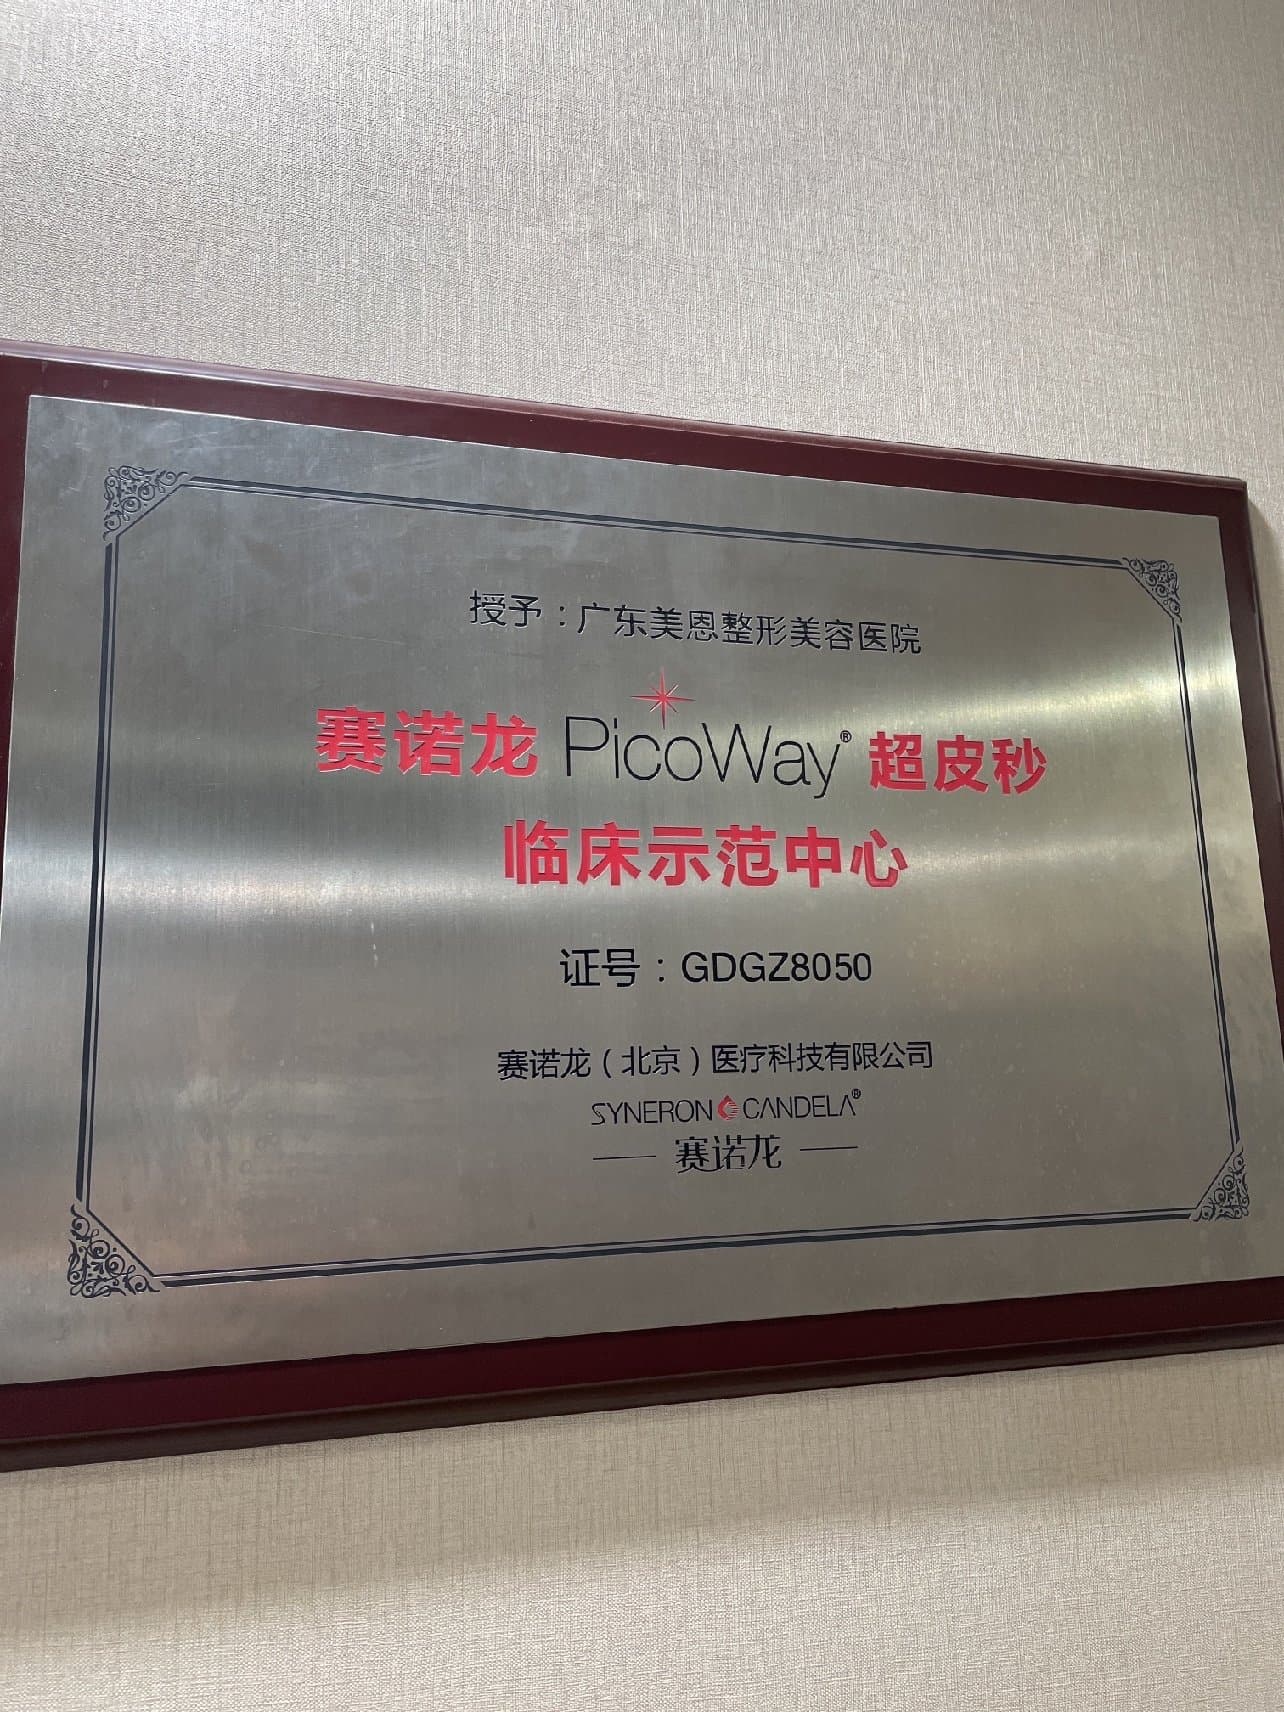 授予：广东美恩整形美容医院
赛诺龙 PicoWay® 超皮秒
临床示范中心
证号：GDGZ8050
赛诺龙（北京）医疗科技有限公司
SYNERON CANDELA®
赛诺龙